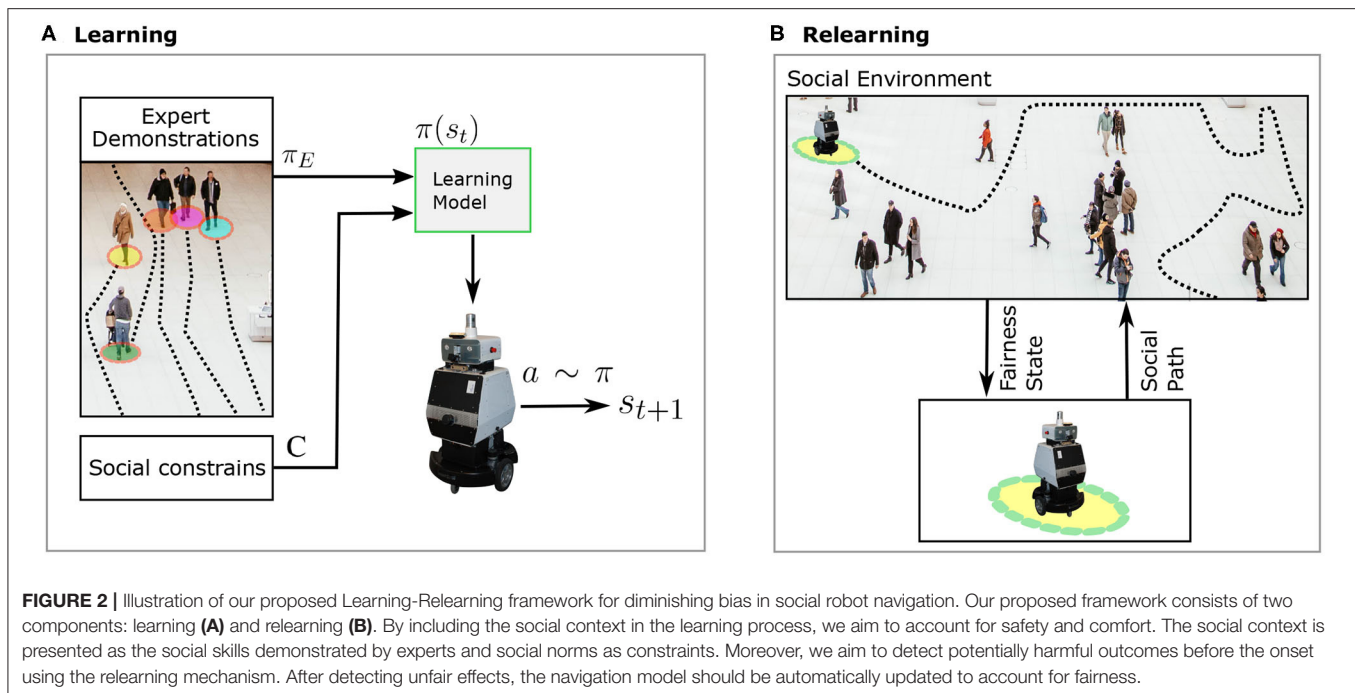 A Learning
Expert
Demonstrations
π_E
π(s_t)
Learning
Model
a ∼ π
s_{t+1}
Social constrains
C
B Relearning
Social Environment
Fairness
State
Social
Path
FIGURE 2 | Illustration of our proposed Learning-Relearning framework for diminishing bias in social robot navigation. Our proposed framework consists of two
components: learning (A) and relearning (B). By including the social context in the learning process, we aim to account for safety and comfort. The social context is
presented as the social skills demonstrated by experts and social norms as constraints. Moreover, we aim to detect potentially harmful outcomes before the onset
using the relearning mechanism. After detecting unfair effects, the navigation model should be automatically updated to account for fairness.